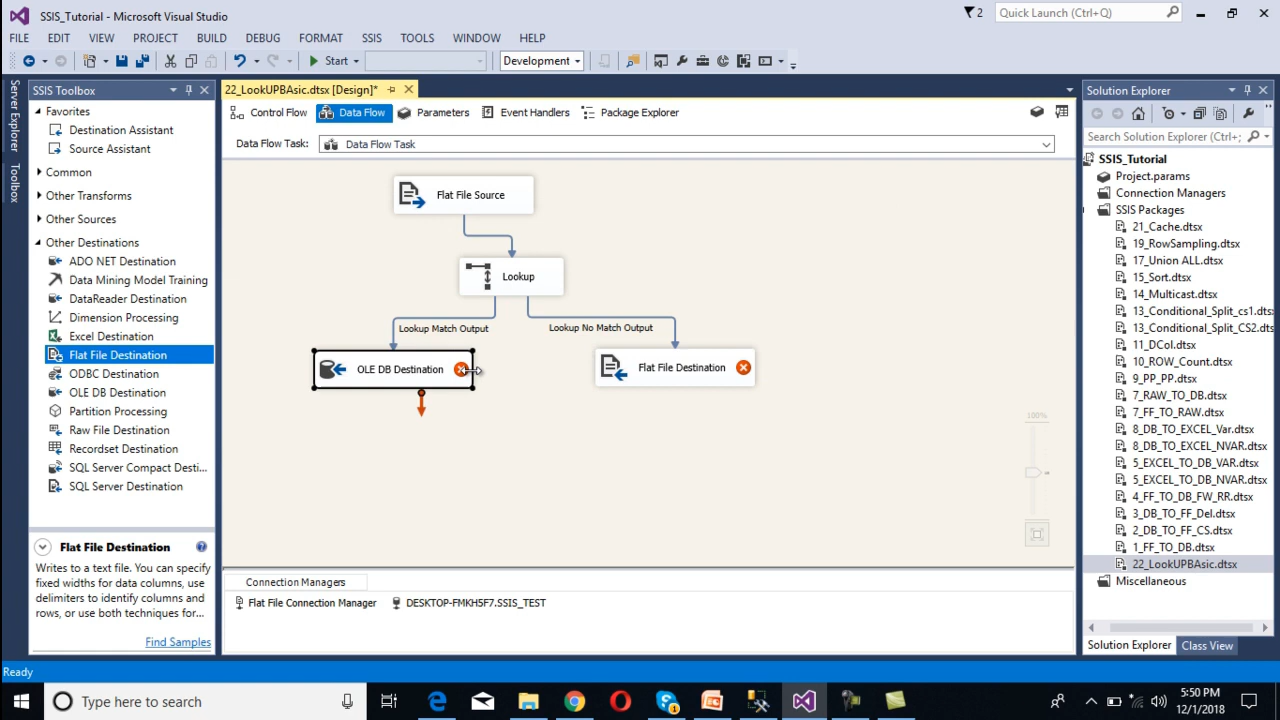 SSIS_Tutorial - Microsoft Visual Studio
2
Quick Launch (Ctrl+Q)
FILE EDIT VIEW PROJECT BUILD DEBUG FORMAT SSIS TOOLS WINDOW HELP
Start Development
Server Explorer
Toolbox
SSIS Toolbox
Favorites
Destination Assistant
Source Assistant
Common
Other Transforms
Other Sources
Other Destinations
ADO NET Destination
Data Mining Model Training
DataReader Destination
Dimension Processing
Excel Destination
Flat File Destination
ODBC Destination
OLE DB Destination
Partition Processing
Raw File Destination
Recordset Destination
SQL Server Compact Desti...
SQL Server Destination
Flat File Destination
Writes to a text file. You can specify
fixed widths for data columns, use
delimiters to identify columns and
rows, or use both techniques for...
Find Samples
22_LookUPBAsic.dtsx [Design]*
Control Flow Data Flow Parameters Event Handlers Package Explorer
Data Flow Task: Data Flow Task
Flat File Source
Lookup
Lookup Match Output
Lookup No Match Output
OLE DB Destination
Flat File Destination
100%
Connection Managers
Flat File Connection Manager DESKTOP-FMKH5F7.SSIS_TEST
Solution Explorer
Search Solution Explorer (Ctrl+;)
SSIS_Tutorial
Project.params
Connection Managers
SSIS Packages
21_Cache.dtsx
19_RowSampling.dtsx
17_Union ALL.dtsx
15_Sort.dtsx
14_Multicast.dtsx
13_Conditional_Split_cs1.dtsx
13_Conditional_Split_CS2.dtsx
11_DCol.dtsx
10_ROW_Count.dtsx
9_PP_PP.dtsx
7_RAW_TO_DB.dtsx
7_FF_TO_RAW.dtsx
8_DB_TO_EXCEL_Var.dtsx
8_DB_TO_EXCEL_NVAR.dtsx
5_EXCEL_TO_DB_VAR.dtsx
5_EXCEL_TO_DB_NVAR.dtsx
4_FF_TO_DB_FW_RR.dtsx
3_DB_TO_FF_Del.dtsx
2_DB_TO_FF_CS.dtsx
1_FF_TO_DB.dtsx
22_LookUPBAsic.dtsx
Miscellaneous
Solution Explorer Class View
Ready
Type here to search
5:50 PM
12/1/2018